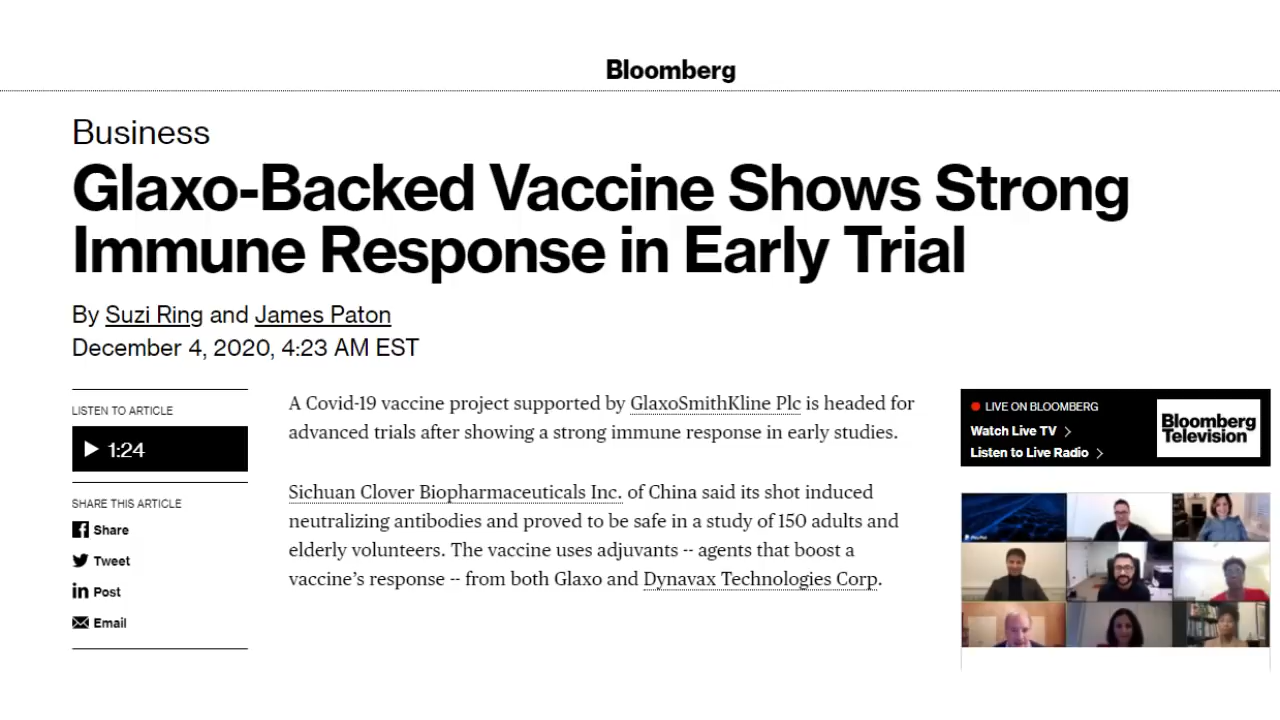 Bloomberg
Business
Glaxo-Backed Vaccine Shows Strong
Immune Response in Early Trial
By Suzi Ring and James Paton
December 4, 2020, 4:23 AM EST
LISTEN TO ARTICLE
1:24
SHARE THIS ARTICLE
Share
Tweet
Post
Email
A Covid-19 vaccine project supported by GlaxoSmithKline Plc is headed for
advanced trials after showing a strong immune response in early studies.
Sichuan Clover Biopharmaceuticals Inc. of China said its shot induced
neutralizing antibodies and proved to be safe in a study of 150 adults and
elderly volunteers. The vaccine uses adjuvants -- agents that boost a
vaccine's response -- from both Glaxo and Dynavax Technologies Corp.
LIVE ON BLOOMBERG
Watch Live TV
Listen to Live Radio
Bloomberg
Television